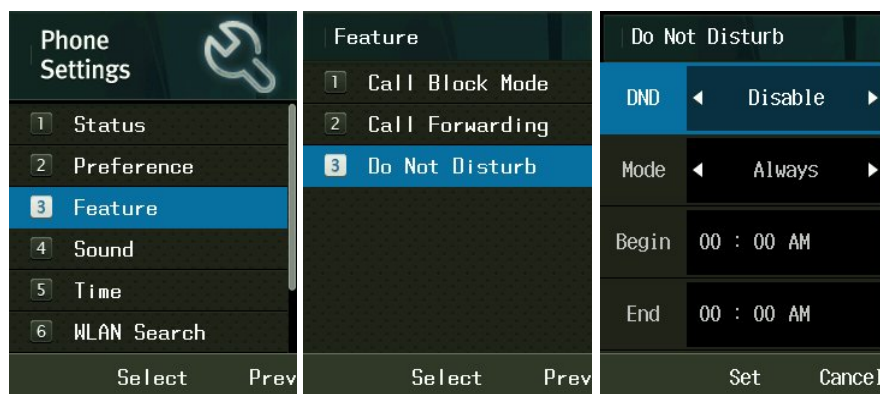 Phone
Settings
1 Status
2 Preference
3 Feature
4 Sound
5 Time
6 WLAN Search
Select Prev
Feature
1 Call Block Mode
2 Call Forwarding
3 Do Not Disturb
Select Prev
Do Not Disturb
DND Disable
Mode Always
Begin 00 : 00 AM
End 00 : 00 AM
Set Cancel